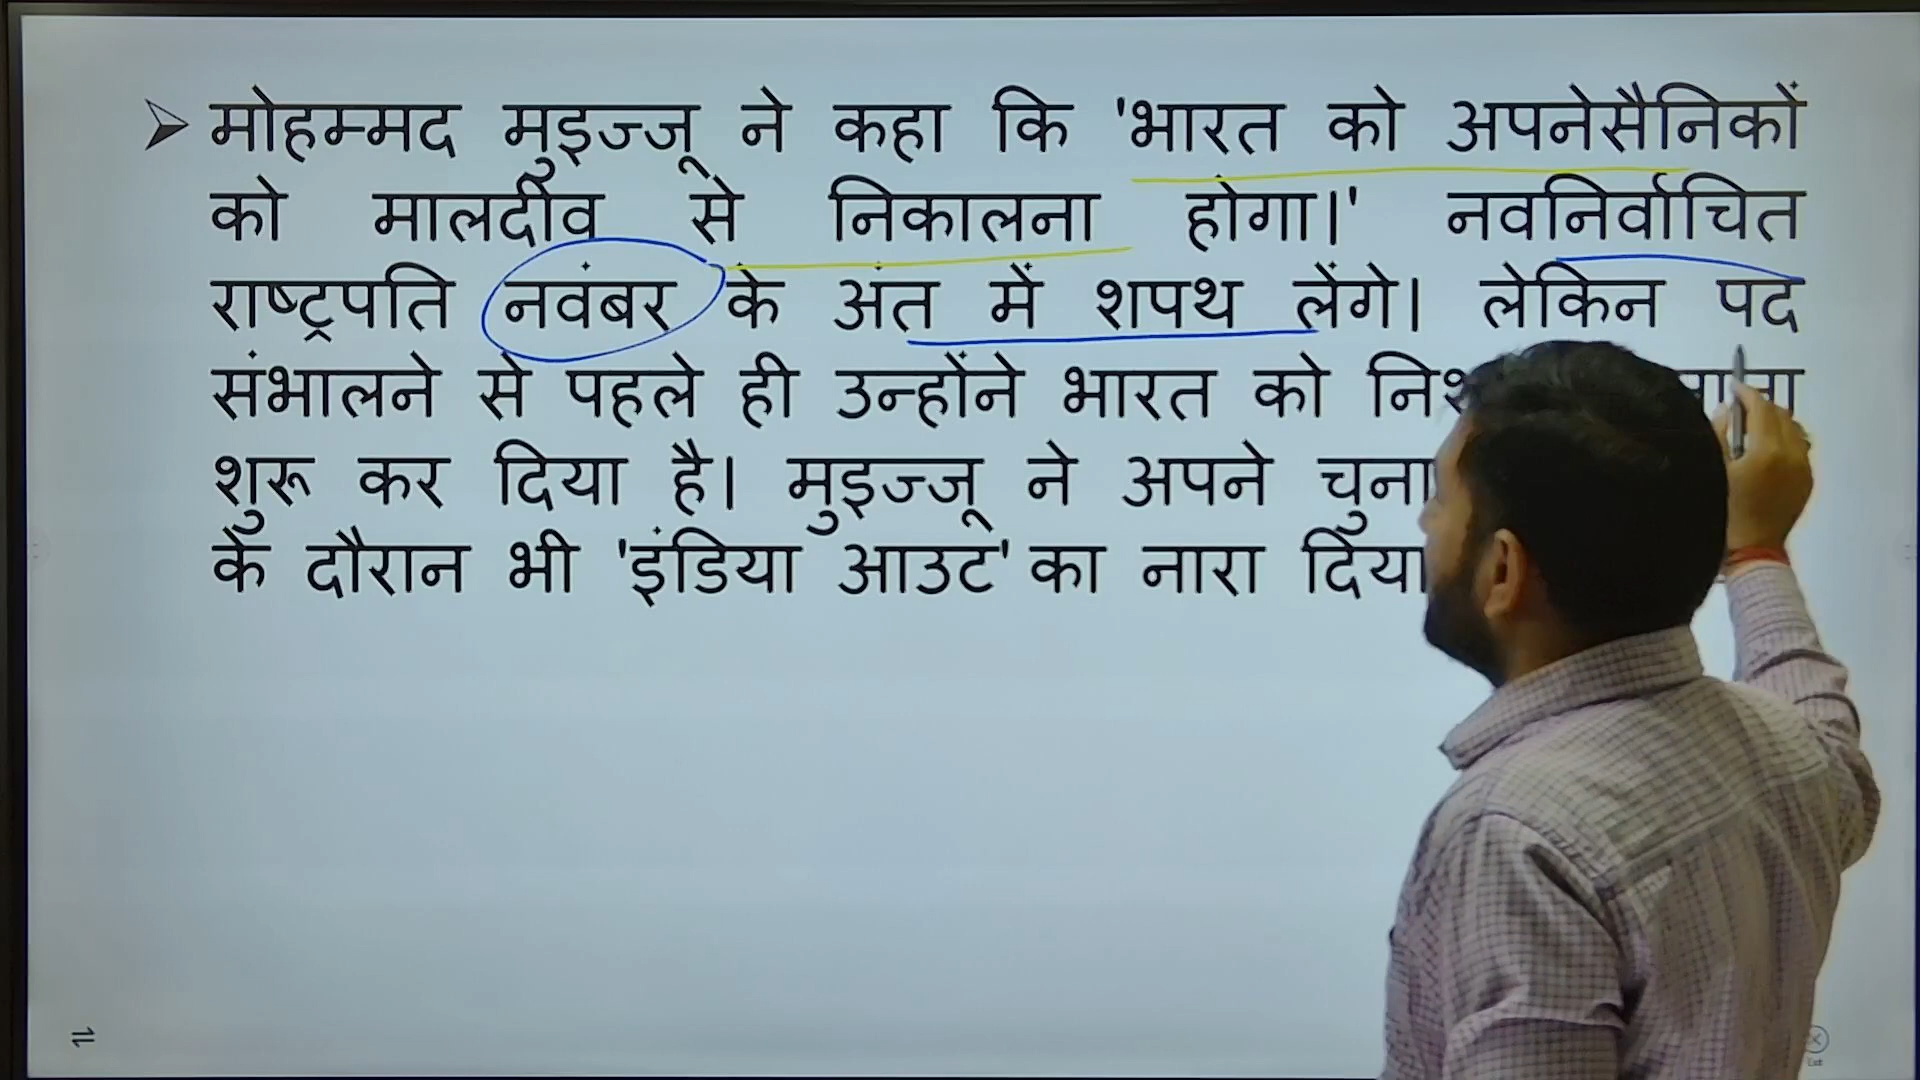 मोहम्मद मुइज्जू ने कहा कि 'भारत को अपनेसैनिकों
को मालदीव से निकालना होगा।' नवनिर्वाचित
राष्ट्रपति नवंबर के अंत में शपथ लेंगे। लेकिन पद
संभालने से पहले ही उन्होंने भारत को
शुरू कर दिया है। मुइज्जू ने अपने
के दौरान भी 'इंडिया आउट' का नारा दिया